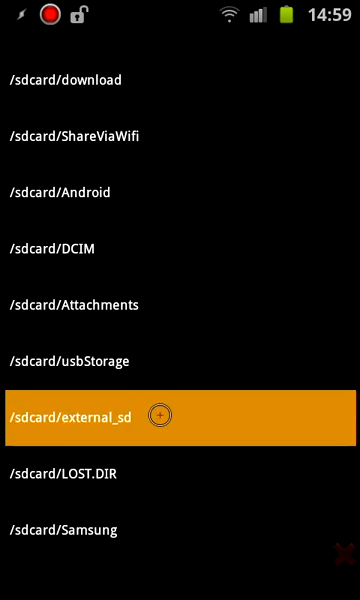 14:59
/sdcard/download
/sdcard/ShareViaWifi
/sdcard/Android
/sdcard/DCIM
/sdcard/Attachments
/sdcard/usbStorage
/sdcard/external_sd
/sdcard/LOST.DIR
/sdcard/Samsung